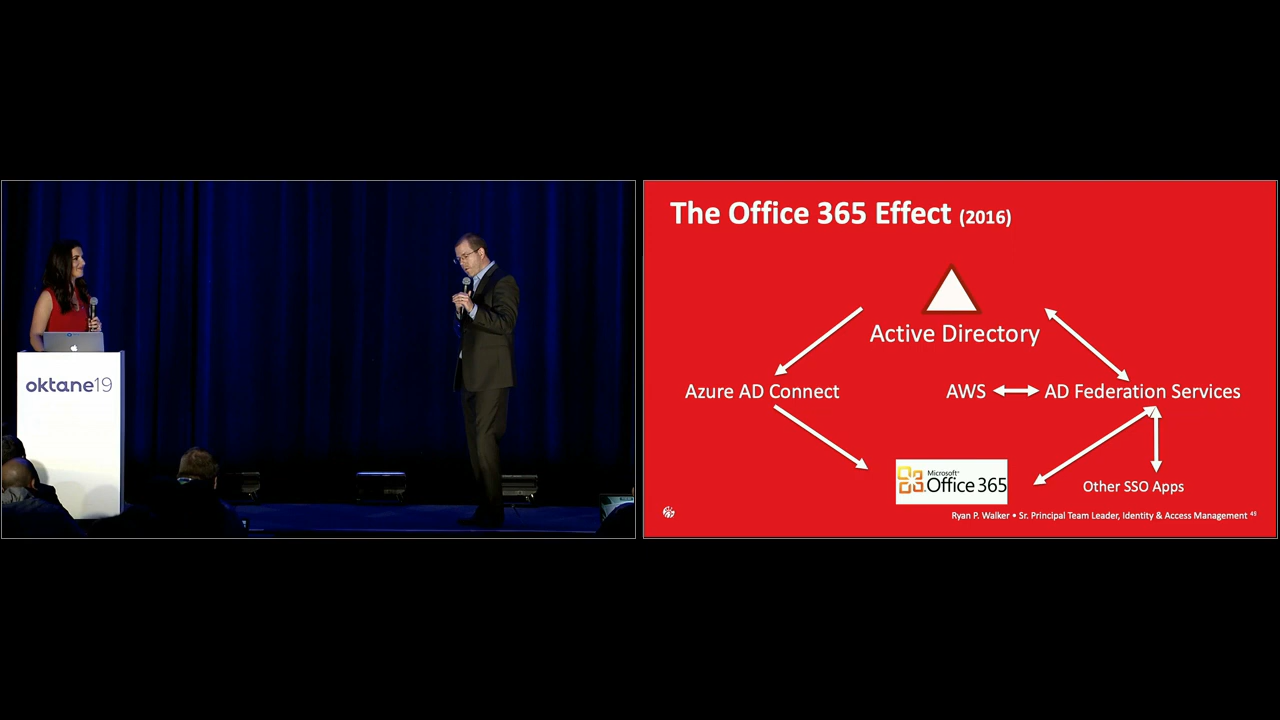 oktane19
The Office 365 Effect (2016)
Active Directory
Azure AD Connect
AWS
AD Federation Services
Microsoft®
Office 365
Other SSO Apps
Ryan P. Walker • Sr. Principal Team Leader, Identity & Access Management